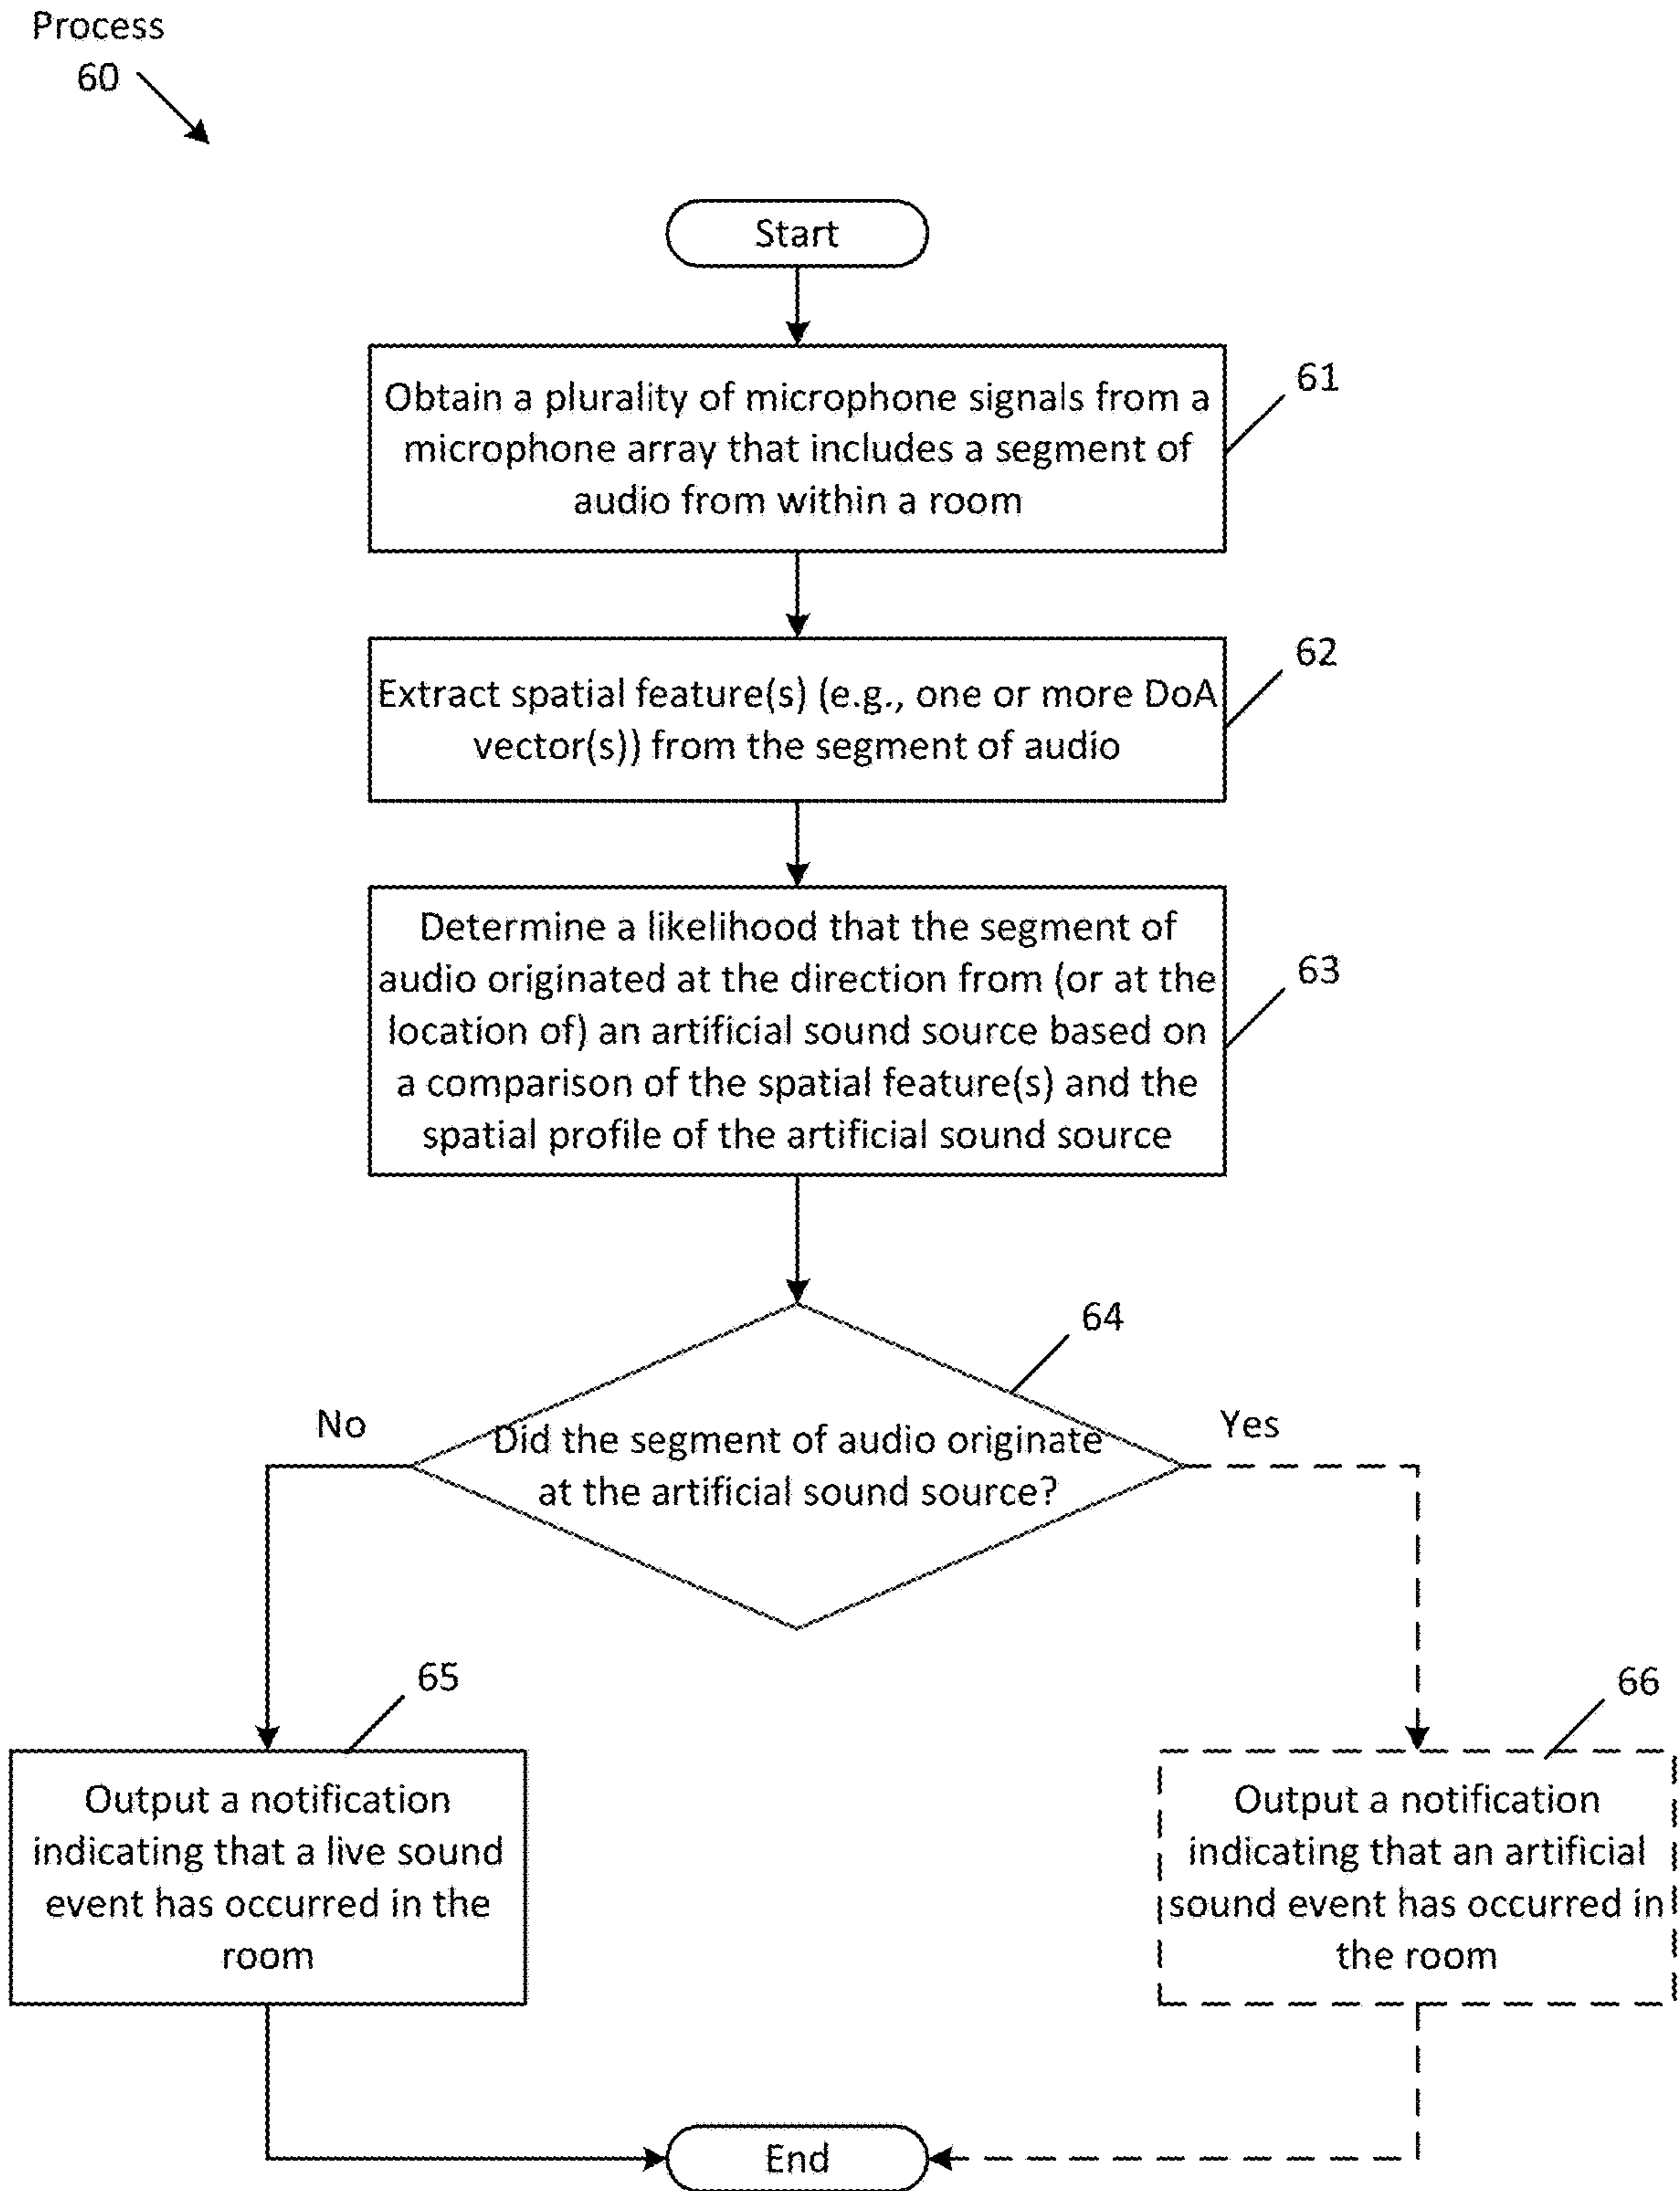 Process
60
Start
Obtain a plurality of microphone signals from a
microphone array that includes a segment of
audio from within a room
61
Extract spatial feature(s) (e.g., one or more DoA
vector(s)) from the segment of audio
62
Determine a likelihood that the segment of
audio originated at the direction from (or at the
location of) an artificial sound source based on
a comparison of the spatial feature(s) and the
spatial profile of the artificial sound source
63
64
No
Did the segment of audio originate
at the artificial sound source?
Yes
65
Output a notification
indicating that a live sound
event has occurred in the
room
66
Output a notification
indicating that an artificial
sound event has occurred in
the room
End